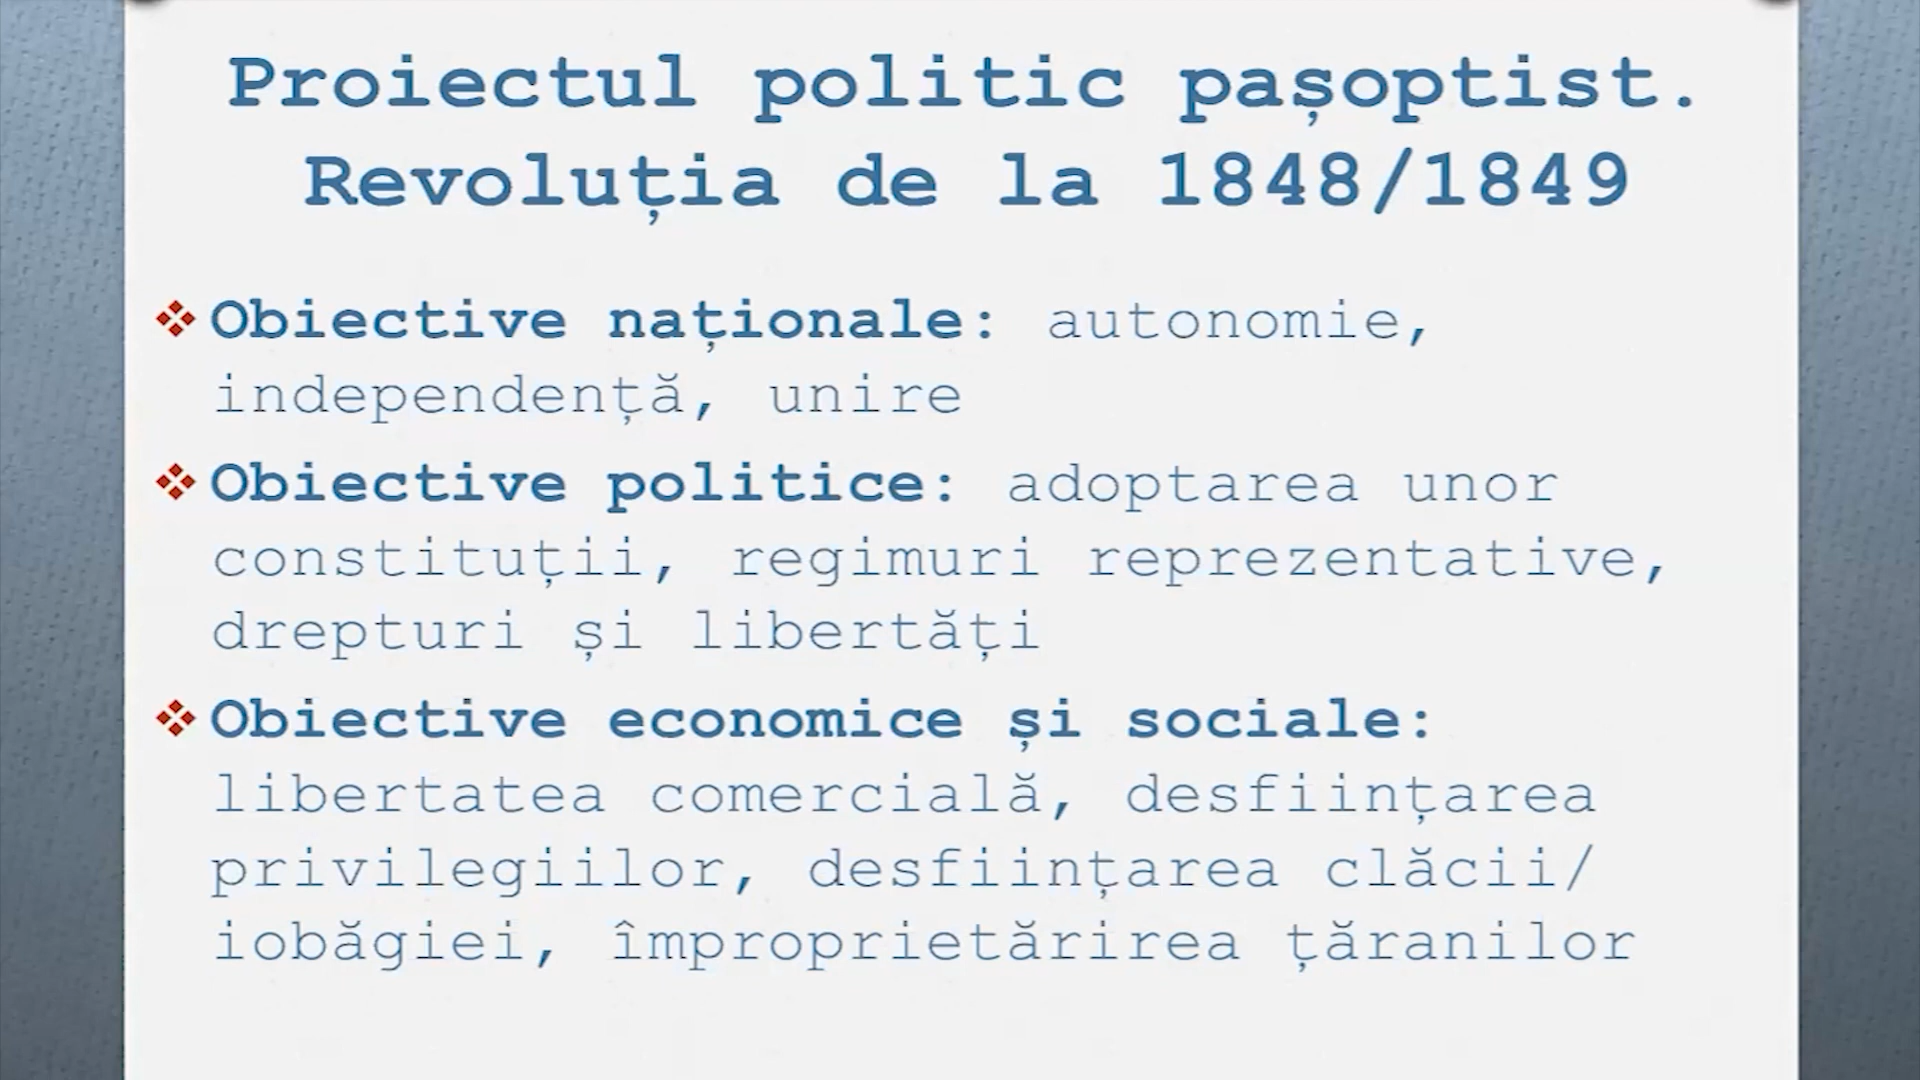 Proiectul politic pașoptist.
Revoluția de la 1848/1849
Obiective naționale: autonomie,
independență, unire
Obiective politice: adoptarea unor
constituții, regimuri reprezentative,
drepturi și libertăți
Obiective economice și sociale:
libertatea comercială, desființarea
privilegiilor, desființarea clăcii/
iobăgiei, împroprietărirea țăranilor